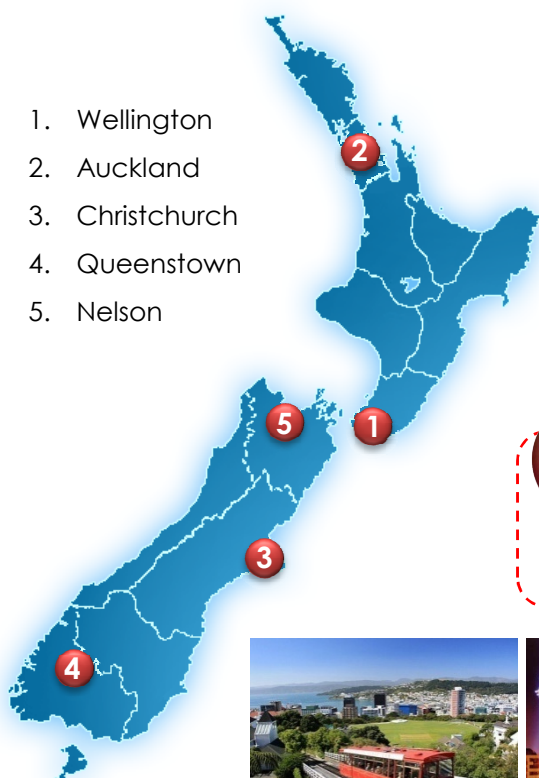 1. Wellington
2. Auckland
3. Christchurch
4. Queenstown
5. Nelson
2
5
1
3
4